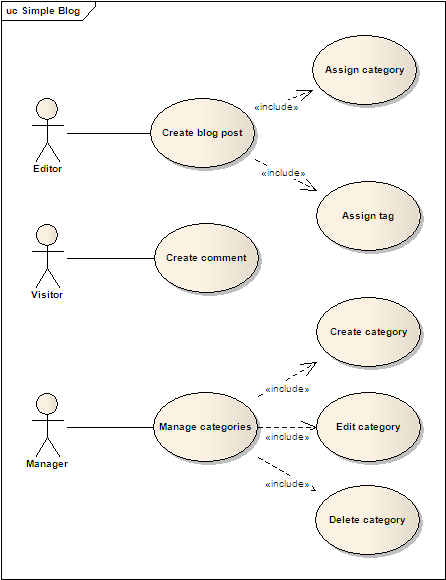 uc Simple Blog
Assign category
«include»
Create blog post
Editor
«include»
Assign tag
Create comment
Visitor
Create category
«include»
Manage categories
Edit category
«include»
Manager
«include»
Delete category